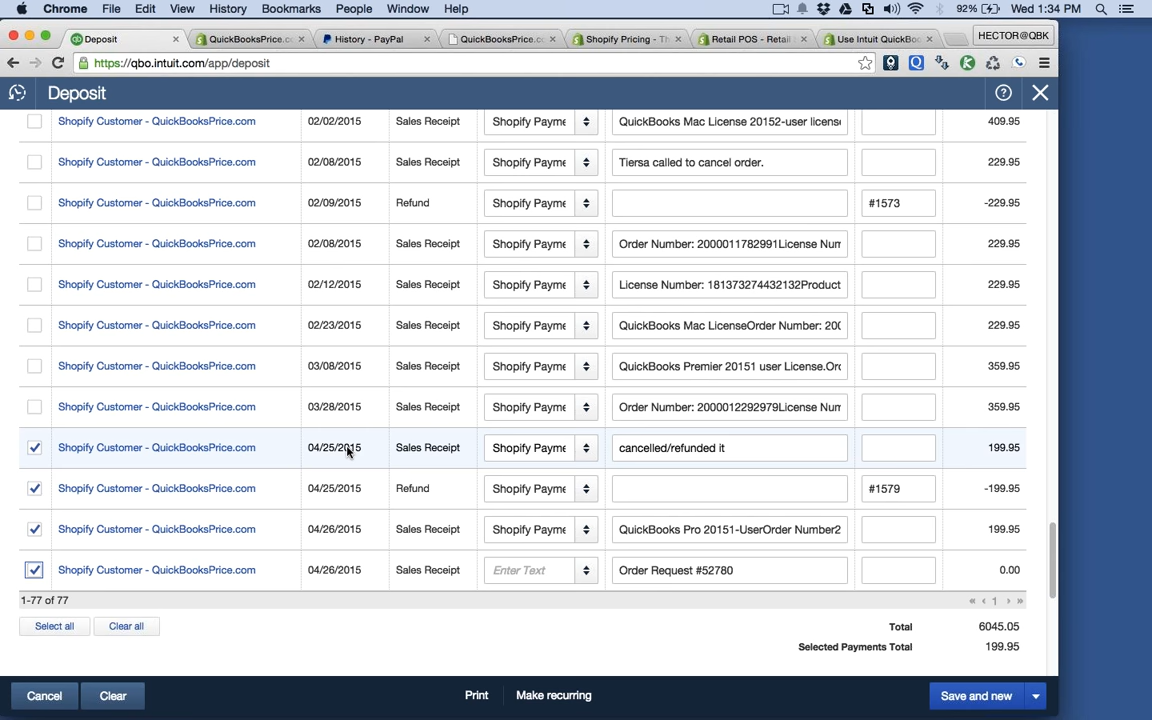 Chrome File Edit View History Bookmarks People Window Help 92% Wed 1:34 PM
Deposit QuickBooksPrice.co History - PayPal QuickBooksPrice.co Shopify Pricing - Th Retail POS - Retail Use Intuit QuickBo HECTOR@QBK
https://qbo.intuit.com/app/deposit
Deposit
Shopify Customer - QuickBooksPrice.com 02/02/2015 Sales Receipt Shopify Payme QuickBooks Mac License 20152-user license 409.95
Shopify Customer - QuickBooksPrice.com 02/08/2015 Sales Receipt Shopify Payme Tiersa called to cancel order. 229.95
Shopify Customer - QuickBooksPrice.com 02/09/2015 Refund Shopify Payme #1573 -229.95
Shopify Customer - QuickBooksPrice.com 02/08/2015 Sales Receipt Shopify Payme Order Number: 2000011782991License Num 229.95
Shopify Customer - QuickBooksPrice.com 02/12/2015 Sales Receipt Shopify Payme License Number: 181373274432132Product 229.95
Shopify Customer - QuickBooksPrice.com 02/23/2015 Sales Receipt Shopify Payme QuickBooks Mac LicenseOrder Number: 200 229.95
Shopify Customer - QuickBooksPrice.com 03/08/2015 Sales Receipt Shopify Payme QuickBooks Premier 20151 user License.Orc 359.95
Shopify Customer - QuickBooksPrice.com 03/28/2015 Sales Receipt Shopify Payme Order Number: 2000012292979License Num 359.95
Shopify Customer - QuickBooksPrice.com 04/25/2015 Sales Receipt Shopify Payme cancelled/refunded it 199.95
Shopify Customer - QuickBooksPrice.com 04/25/2015 Refund Shopify Payme #1579 -199.95
Shopify Customer - QuickBooksPrice.com 04/26/2015 Sales Receipt Shopify Payme QuickBooks Pro 20151-UserOrder Number2 199.95
Shopify Customer - QuickBooksPrice.com 04/26/2015 Sales Receipt Enter Text Order Request #52780 0.00
1-77 of 77 « ‹ 1 › »
Select all Clear all Total 6045.05
Selected Payments Total 199.95
Cancel Clear Print Make recurring Save and new